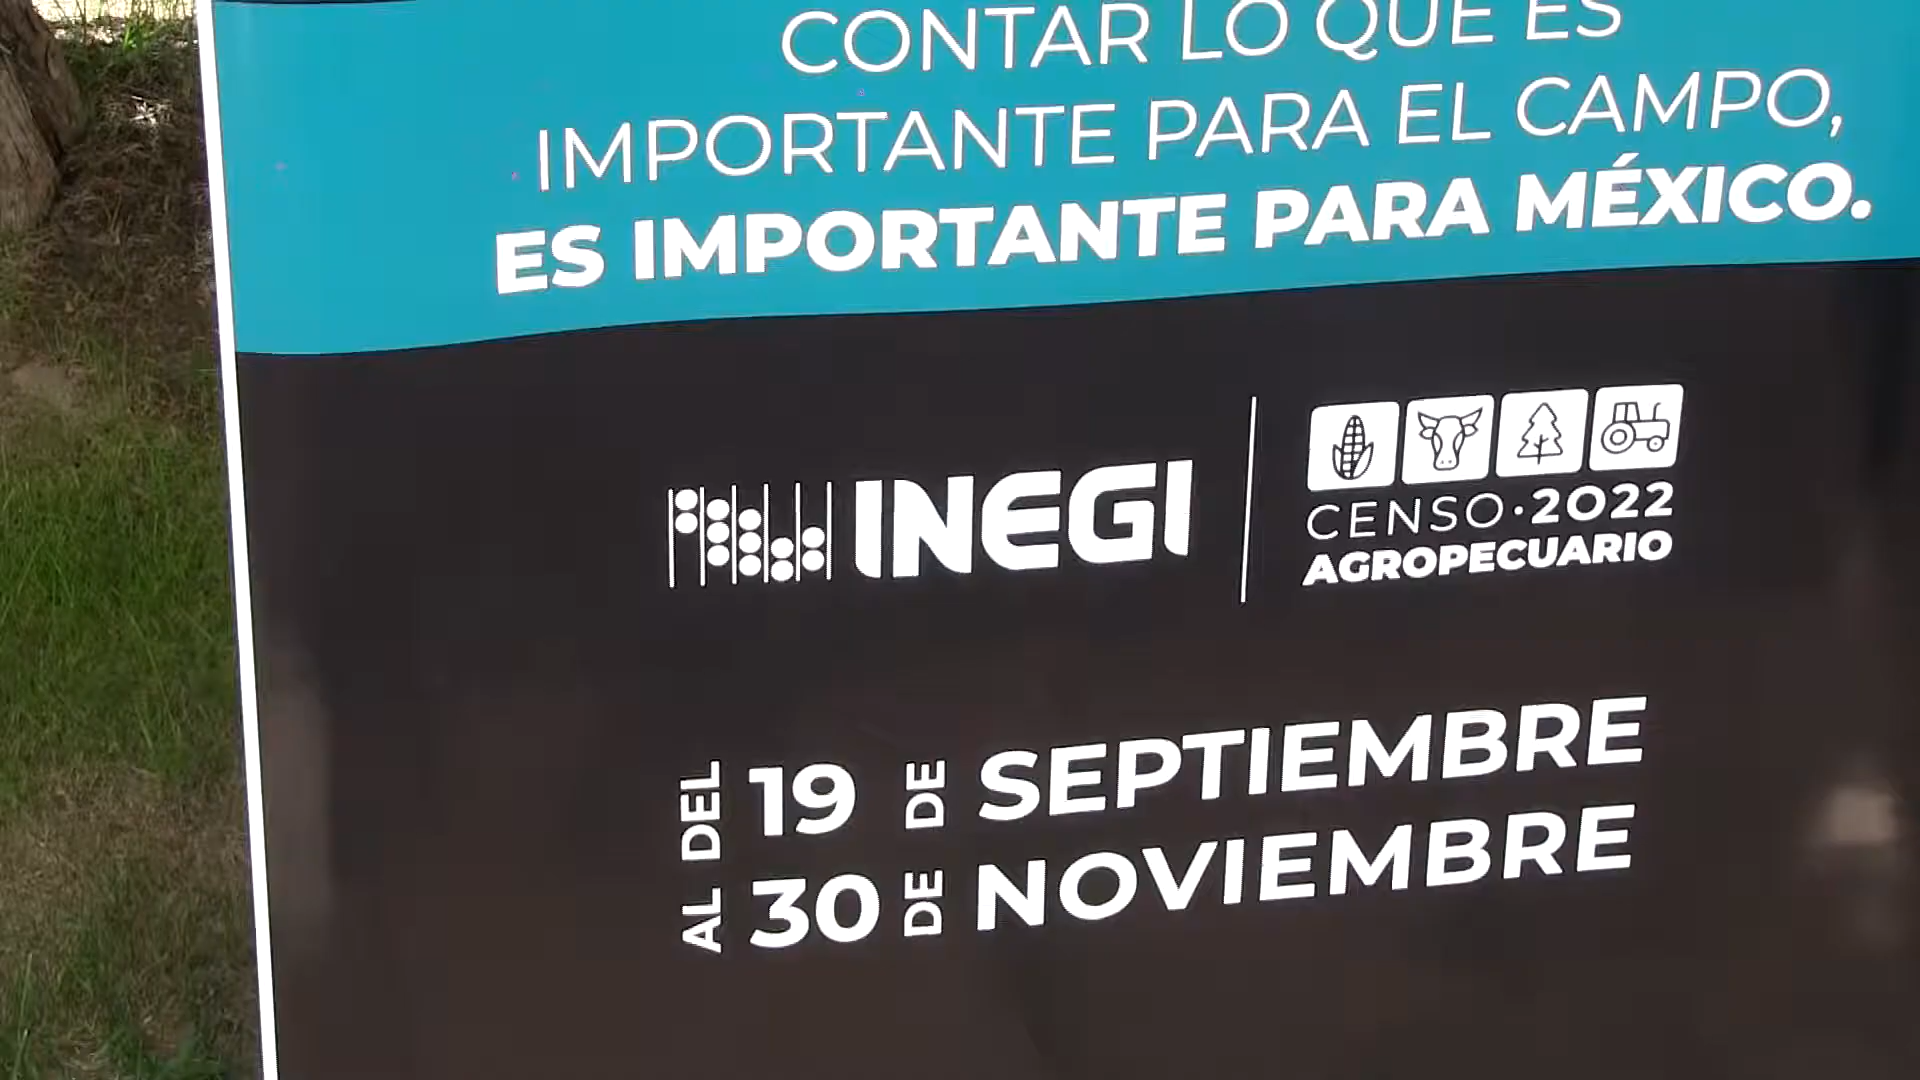 CONTAR LO QUE ES
IMPORTANTE PARA EL CAMPO,
ES IMPORTANTE PARA MÉXICO.
INEGI
CENSO·2022
AGROPECUARIO
DEL 19 DE SEPTIEMBRE
AL 30 DE NOVIEMBRE